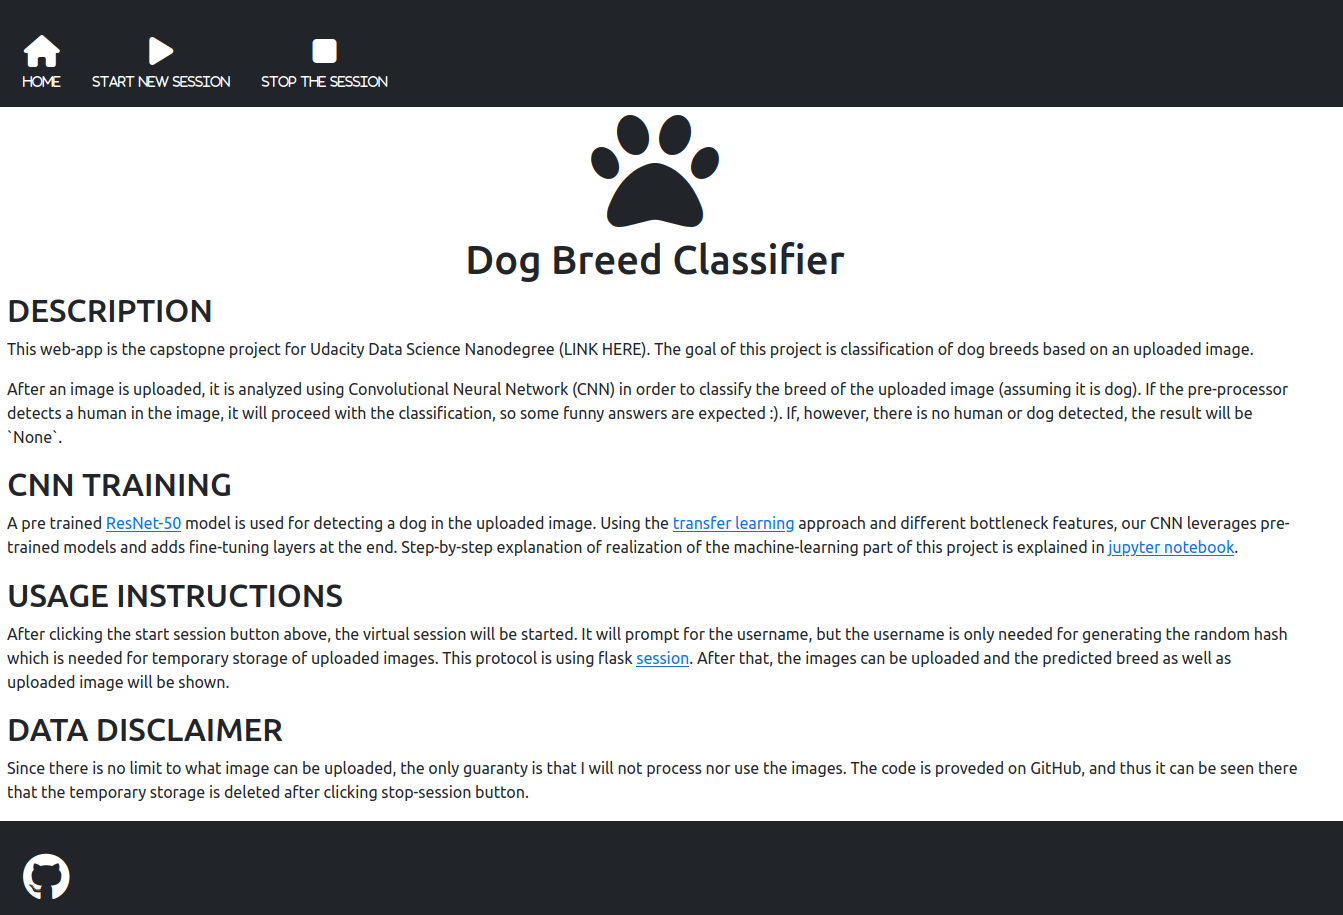 HOME
START NEW SESSION
STOP THE SESSION
Dog Breed Classifier
DESCRIPTION
This web-app is the capstopne project for Udacity Data Science Nanodegree (LINK HERE). The goal of this project is classification of dog breeds based on an uploaded image.
After an image is uploaded, it is analyzed using Convolutional Neural Network (CNN) in order to classify the breed of the uploaded image (assuming it is dog). If the pre-processor
detects a human in the image, it will proceed with the classification, so some funny answers are expected :). If, however, there is no human or dog detected, the result will be
`None`.
CNN TRAINING
A pre trained ResNet-50 model is used for detecting a dog in the uploaded image. Using the transfer learning approach and different bottleneck features, our CNN leverages pre-
trained models and adds fine-tuning layers at the end. Step-by-step explanation of realization of the machine-learning part of this project is explained in jupyter notebook.
USAGE INSTRUCTIONS
After clicking the start session button above, the virtual session will be started. It will prompt for the username, but the username is only needed for generating the random hash
which is needed for temporary storage of uploaded images. This protocol is using flask session. After that, the images can be uploaded and the predicted breed as well as
uploaded image will be shown.
DATA DISCLAIMER
Since there is no limit to what image can be uploaded, the only guaranty is that I will not process nor use the images. The code is proveded on GitHub, and thus it can be seen there
that the temporary storage is deleted after clicking stop-session button.